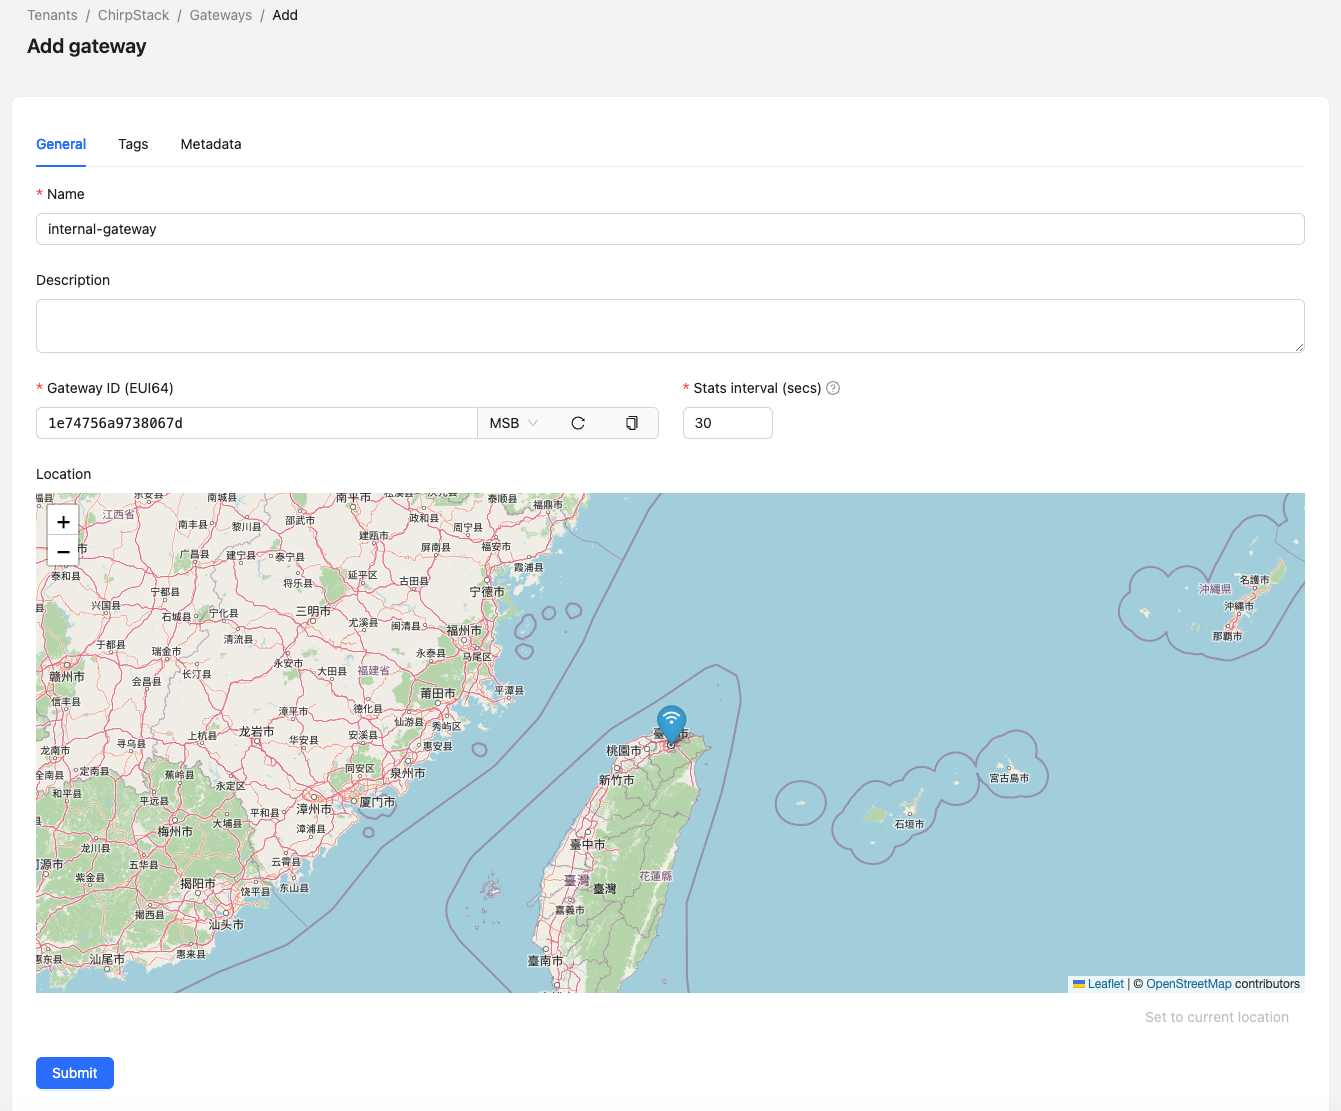 Tenants / ChirpStack / Gateways / Add
Add gateway
General Tags Metadata
* Name
internal-gateway
Description
* Gateway ID (EUI64)
* Stats interval (secs)
1e74756a9738067d MSB
30
Location
+
−
江西省
南城县
南平市
泰顺县
福鼎市
南丰县
黎川县
邵武市
政和县
周宁县
建瓯市
屏南县
福安市
广昌县
建宁县
泰宁县
霞浦县
泰和县
将乐县
延平区
古田县
宁都县
宁德市
兴国县
石城县
宁化县
三明市
尤溪县
闽清县
福州市
于都县
清流县
瑞金市
永安市
永泰县
马尾区
赣州市
会昌县
长汀县
大田县
福建省
信丰县
莆田市
平潭县
漳平市
德化县
仙游县
秀屿区
龙南市
寻乌县
上杭县
龙岩市
华安县
安溪县
惠安县
全南县
定南县
蕉岭县
永定区
同安区
泉州市
和平县
平远县
平和县
漳州市
厦门市
梅州市
大埔县
漳浦县
龙川县
五华县
云霄县
紫金县
揭阳市
饶平县
东山县
揭西县
汕头市
惠东县
汕尾市
惠来县
桃園市
新竹市
臺中市
臺灣
臺灣
花蓮縣
嘉義市
臺南市
名護市
沖縄県
沖縄市
那覇市
宮古島市
石垣市
Leaflet | © OpenStreetMap contributors
Set to current location
Submit